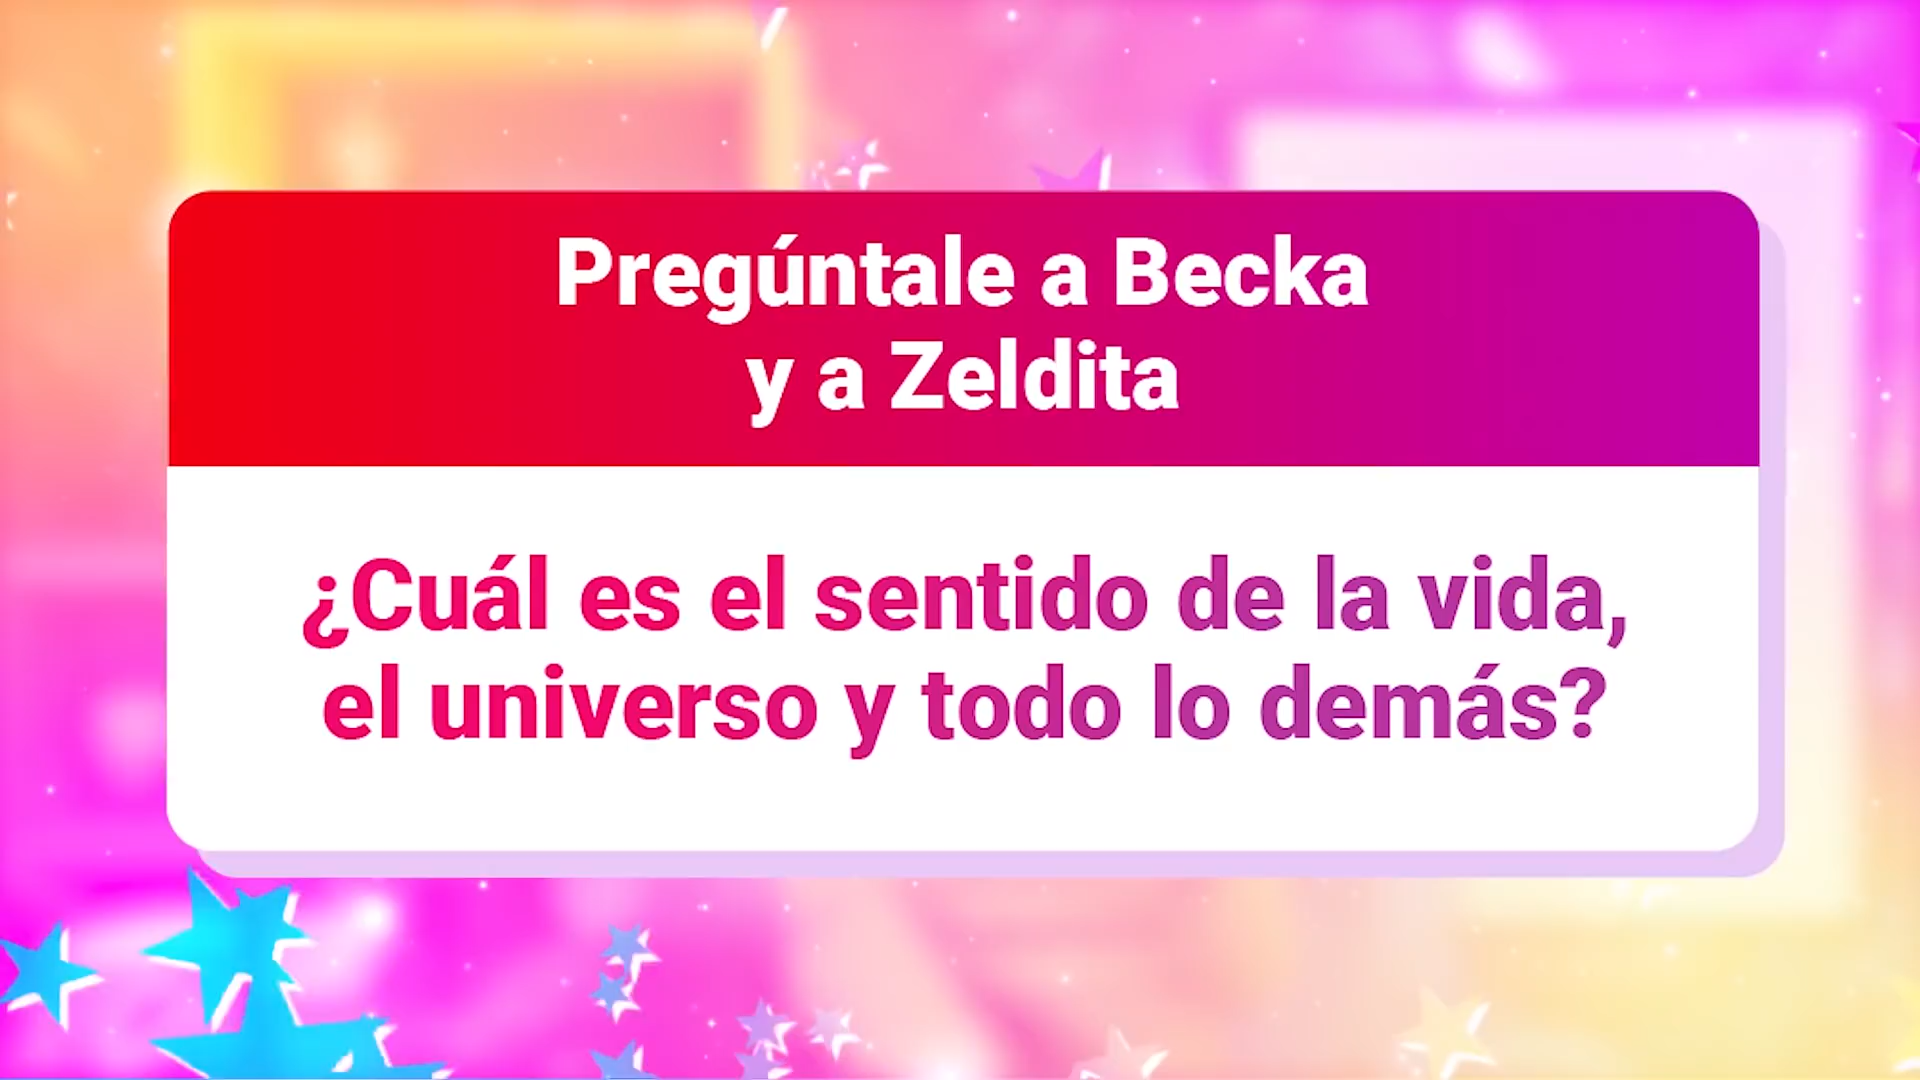 Pregúntale a Becka
y a Zeldita
¿Cuál es el sentido de la vida,
el universo y todo lo demás?